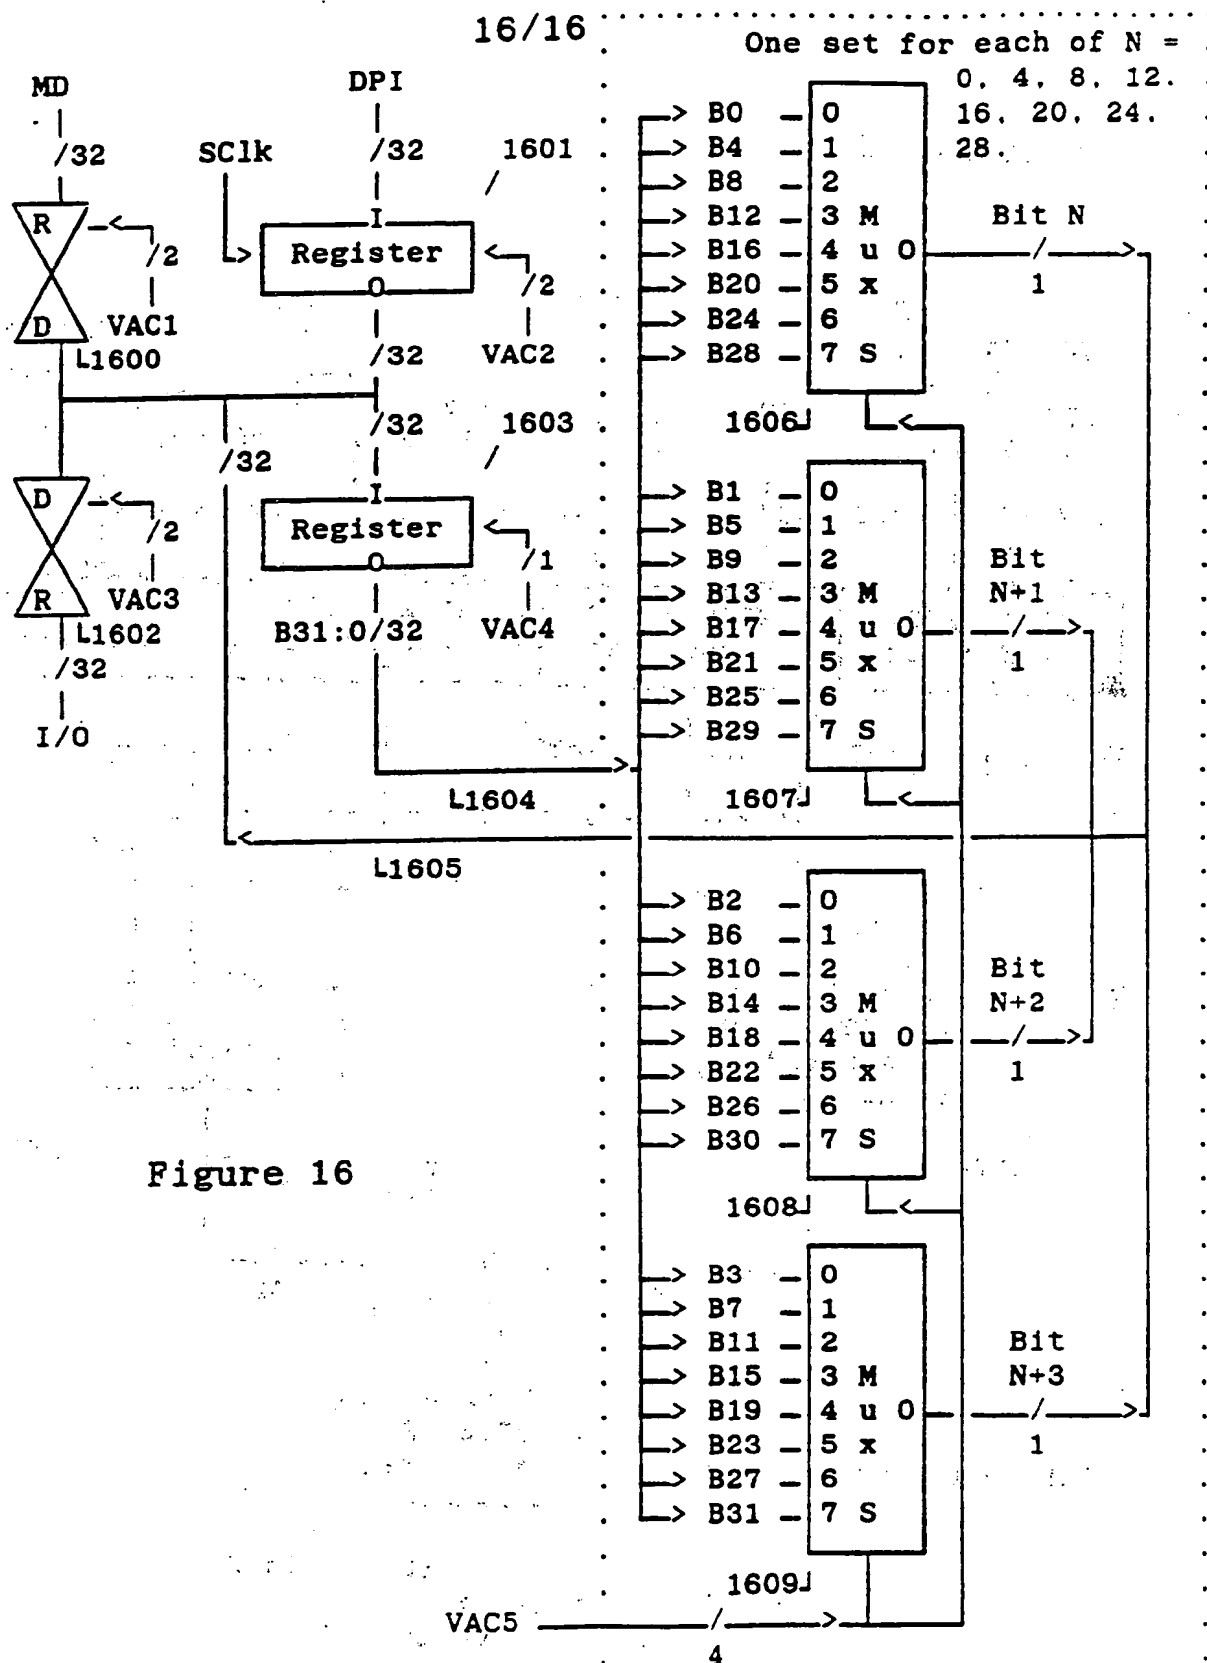 16/16
One set for each of N =
0, 4, 8, 12.
16. 20, 24.
28.
MD
/32
R
/2
D
VAC1
L1600
SClk
DPI
/32
1601
/
I
Register
O
/2
/32
VAC2
/32
1603
/
/32
D
/2
R
VAC3
L1602
/32
I/O
I
Register
O
/1
B31:0/32
VAC4
L1604
L1605
B0 0
B4 1
B8 2
B12 3 M
B16 4 u O
B20 5 x
B24 6
B28 7 S
Bit N
/
1
1606
B1 0
B5 1
B9 2
B13 3 M
B17 4 u O
B21 5 x
B25 6
B29 7 S
Bit
N+1
/
1
1607
B2 0
B6 1
B10 2
B14 3 M
B18 4 u O
B22 5 x
B26 6
B30 7 S
Bit
N+2
/
1
1608
B3 0
B7 1
B11 2
B15 3 M
B19 4 u O
B23 5 x
B27 6
B31 7 S
Bit
N+3
/
1
1609
VAC5
/
4
Figure 16